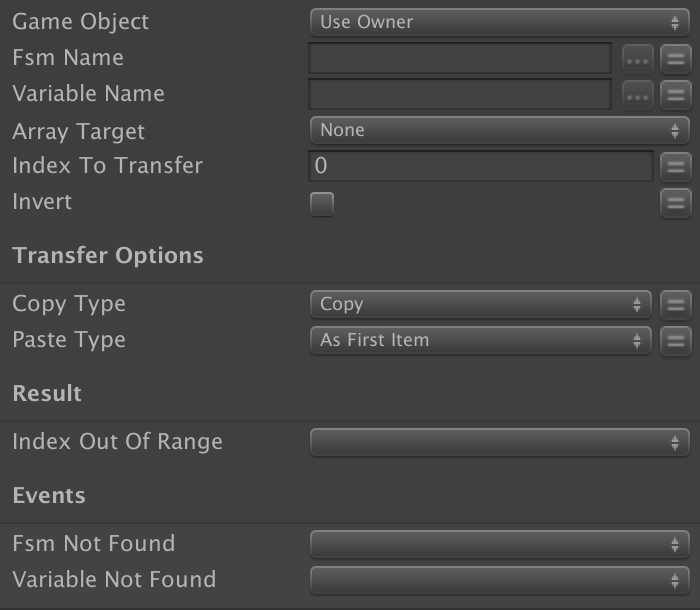 Game Object Use Owner
Fsm Name ...
Variable Name ...
Array Target None
Index To Transfer 0
Invert
Transfer Options
Copy Type Copy
Paste Type As First Item
Result
Index Out Of Range
Events
Fsm Not Found
Variable Not Found